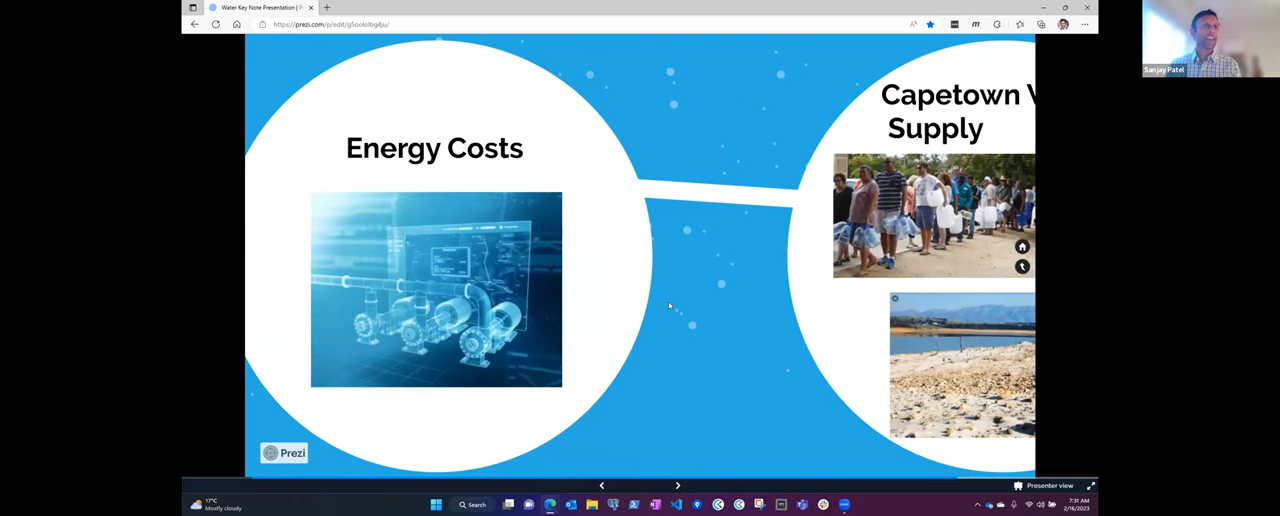 Water Key Note Presentation | P
https://prezi.com/p/edit/g5oololbg4ju/
Sanjay Patel
Energy Costs
Capetown W
Supply
Prezi
Presenter view
17°C
Mostly cloudy
Search
7:31 AM
2/16/2023